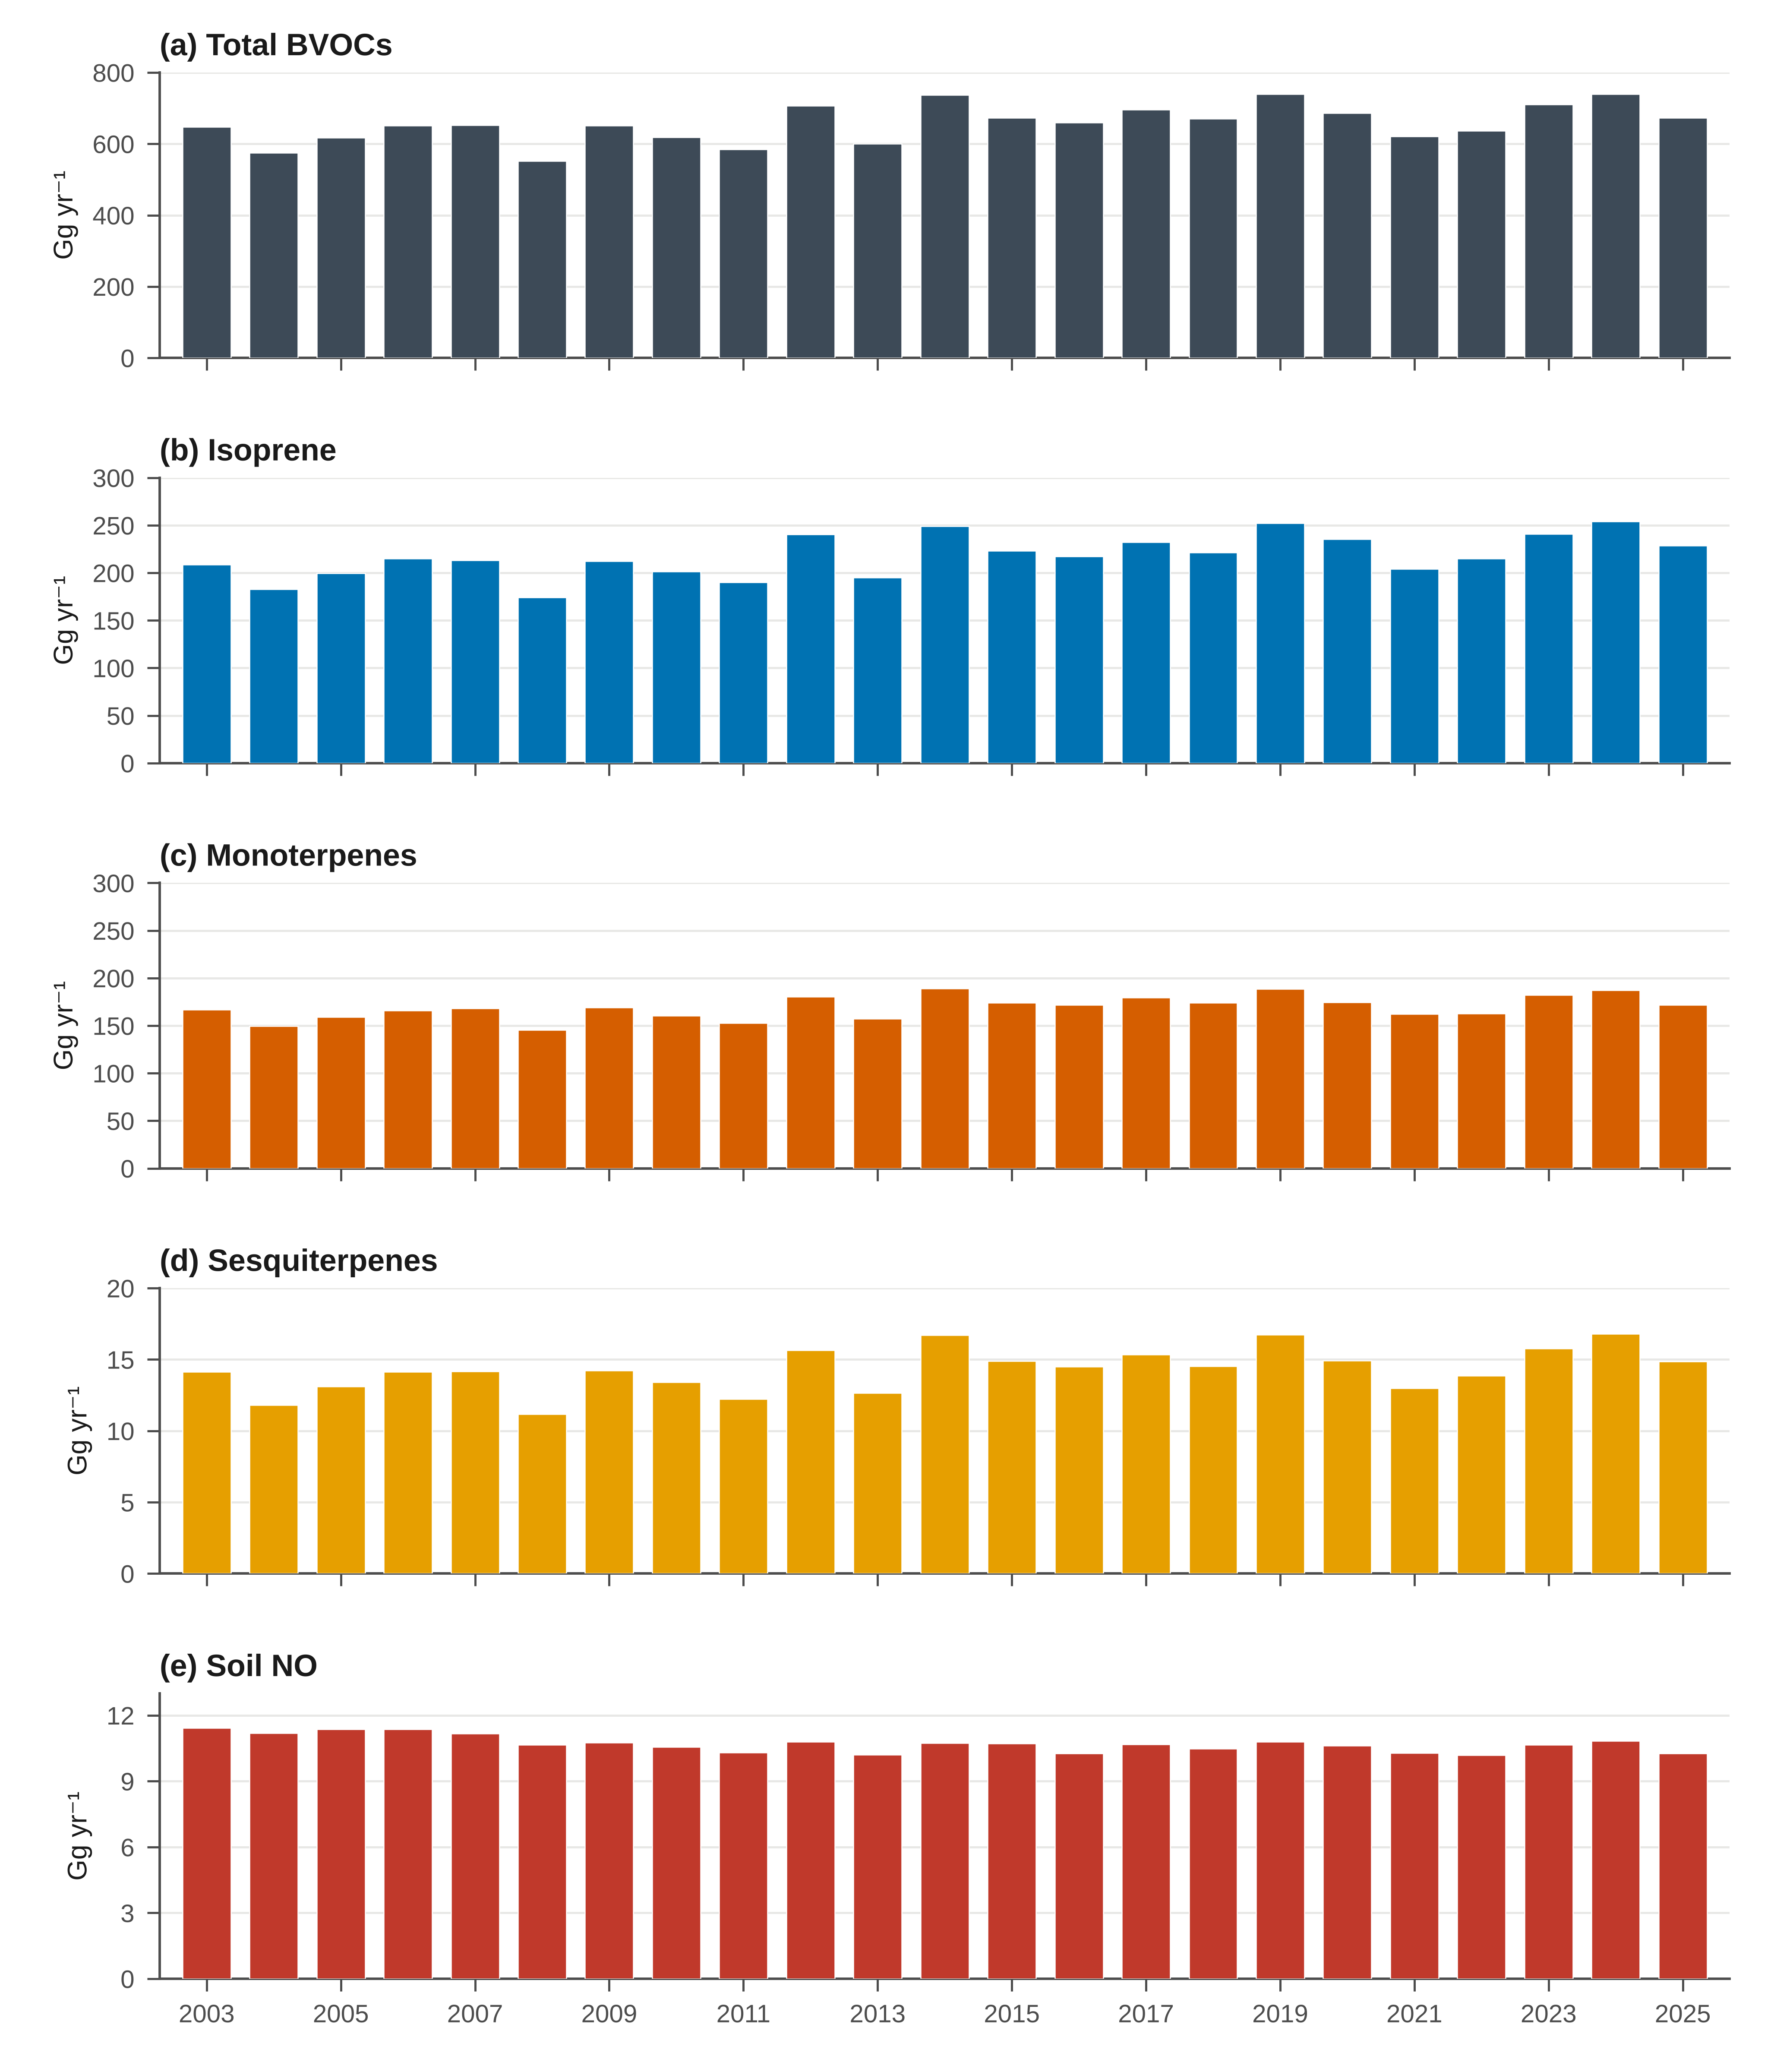 (a) Total BVOCs
800
600
400
200
0
Gg yr⁻¹
(b) Isoprene
300
250
200
150
100
50
0
Gg yr⁻¹
(c) Monoterpenes
300
250
200
150
100
50
0
Gg yr⁻¹
(d) Sesquiterpenes
20
15
10
5
0
Gg yr⁻¹
(e) Soil NO
12
9
6
3
0
Gg yr⁻¹
2003 2005 2007 2009 2011 2013 2015 2017 2019 2021 2023 2025